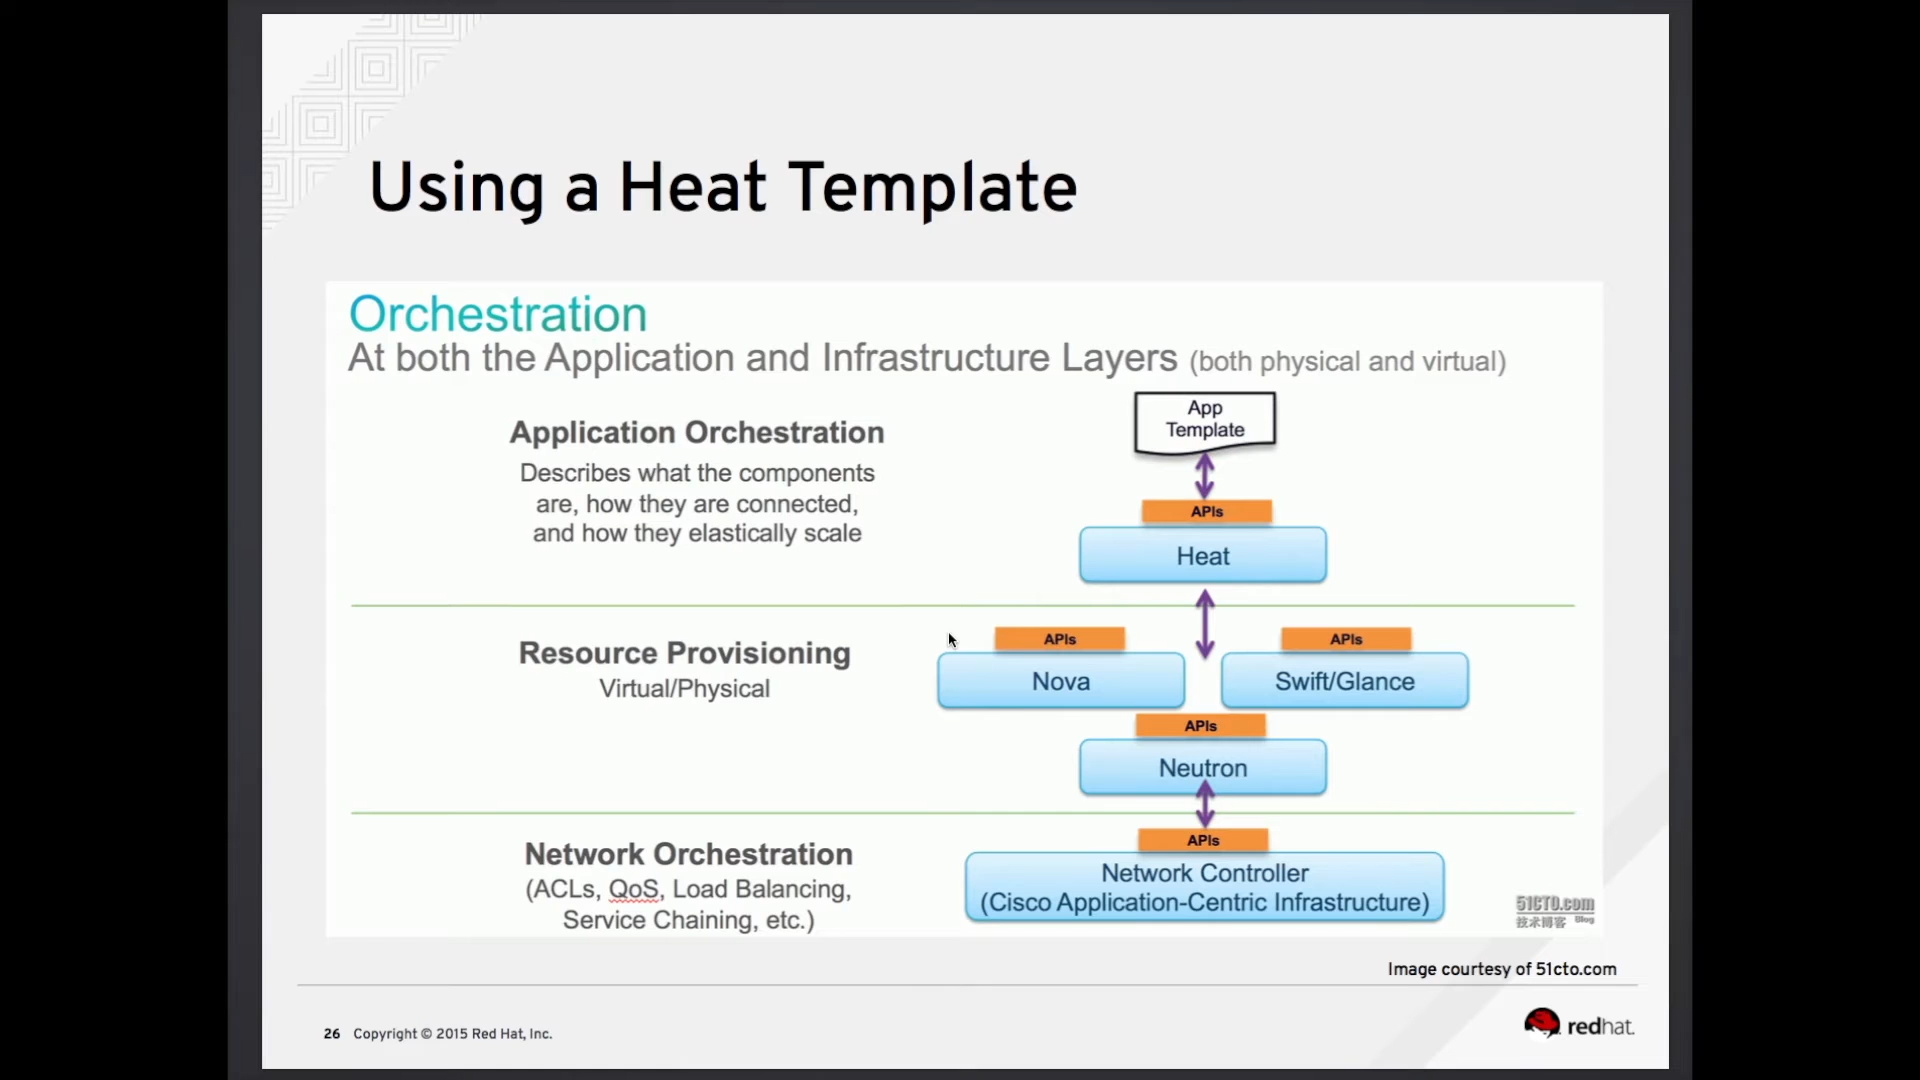 Using a Heat Template
Orchestration
At both the Application and Infrastructure Layers (both physical and virtual)
Application Orchestration
Describes what the components
are, how they are connected,
and how they elastically scale
App
Template
APIs
Heat
Resource Provisioning
Virtual/Physical
APIs
Nova
APIs
Swift/Glance
APIs
Neutron
Network Orchestration
(ACLs, QoS, Load Balancing,
Service Chaining, etc.)
APIs
Network Controller
(Cisco Application-Centric Infrastructure)
51CTO.com
技术博客 Blog
Image courtesy of 51cto.com
26 Copyright © 2015 Red Hat, Inc.
redhat.